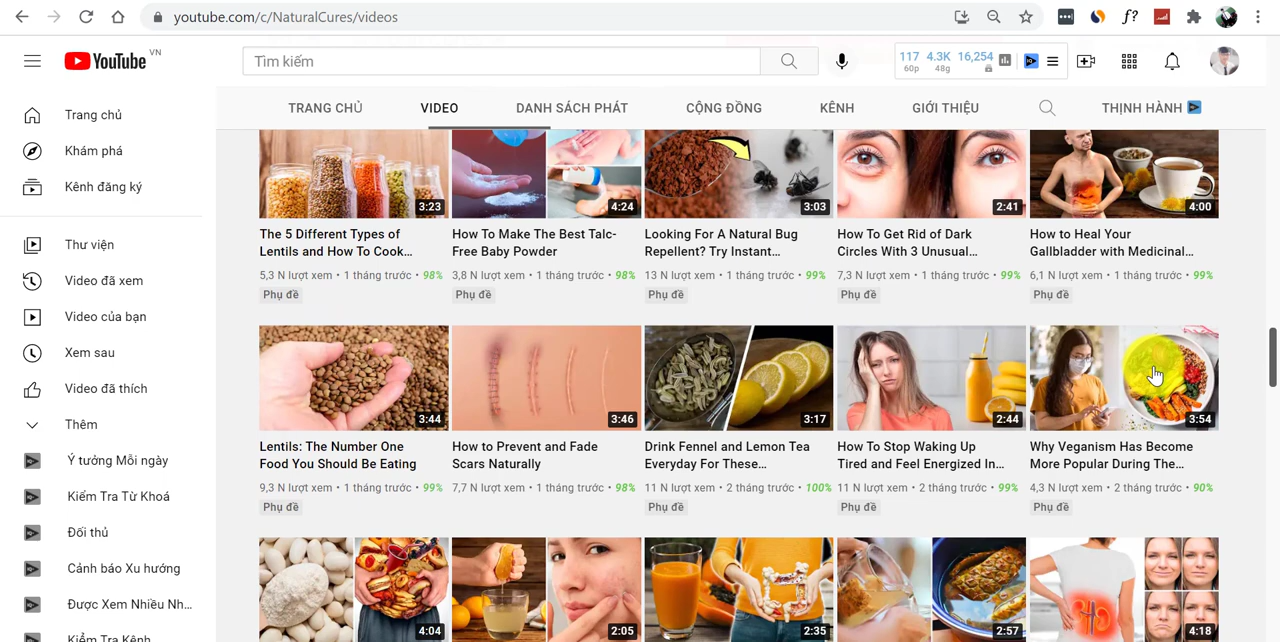 youtube.com/c/NaturalCures/videos
f?
YouTube VN
Tìm kiếm
117 4.3K 16,254
60p 48g
TRANG CHỦ VIDEO DANH SÁCH PHÁT CỘNG ĐỒNG KÊNH GIỚI THIỆU THỊNH HÀNH
Trang chủ
Khám phá
Kênh đăng ký
Thư viện
Video đã xem
Video của bạn
Xem sau
Video đã thích
Thêm
Ý tưởng Mỗi ngày
Kiểm Tra Từ Khoá
Đối thủ
Cảnh báo Xu hướng
Được Xem Nhiều Nh...
Kiểm Tra Kênh
3:23
The 5 Different Types of
Lentils and How To Cook...
5,3 N lượt xem • 1 tháng trước • 98%
Phụ đề
4:24
How To Make The Best Talc-
Free Baby Powder
3,8 N lượt xem • 1 tháng trước • 98%
Phụ đề
3:03
Looking For A Natural Bug
Repellent? Try Instant...
13 N lượt xem • 1 tháng trước • 99%
Phụ đề
2:41
How To Get Rid of Dark
Circles With 3 Unusual...
7,3 N lượt xem • 1 tháng trước • 99%
Phụ đề
4:00
How to Heal Your
Gallbladder with Medicinal...
6,1 N lượt xem • 1 tháng trước • 99%
Phụ đề
3:44
Lentils: The Number One
Food You Should Be Eating
9,3 N lượt xem • 1 tháng trước • 99%
Phụ đề
3:46
How to Prevent and Fade
Scars Naturally
7,7 N lượt xem • 1 tháng trước • 98%
3:17
Drink Fennel and Lemon Tea
Everyday For These...
11 N lượt xem • 2 tháng trước • 100%
Phụ đề
2:44
How To Stop Waking Up
Tired and Feel Energized In...
11 N lượt xem • 2 tháng trước • 99%
Phụ đề
3:54
Why Veganism Has Become
More Popular During The...
4,3 N lượt xem • 2 tháng trước • 90%
Phụ đề
4:04
2:05
2:35
2:57
4:18